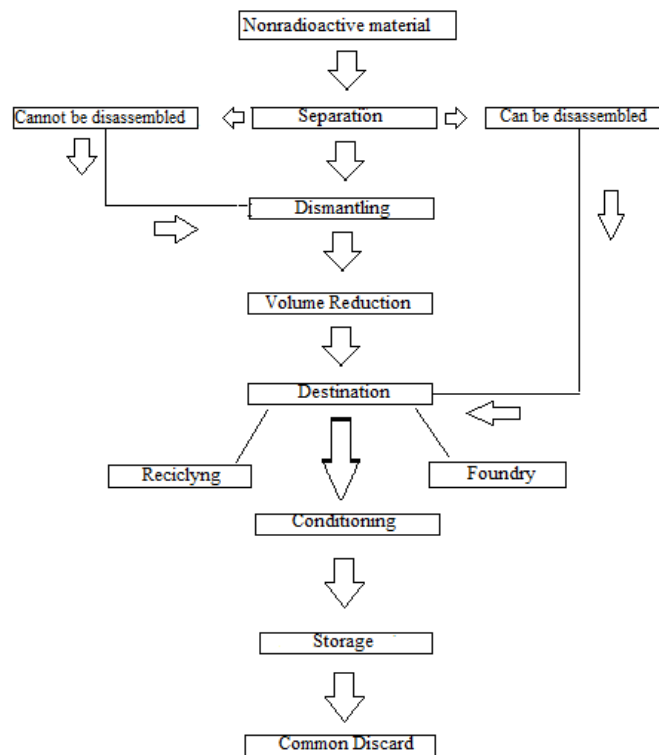 Nonradioactive material
Cannot be disassembled
Separation
Can be disassembled
Dismantling
Volume Reduction
Destination
Reciclyng
Foundry
Conditioning
Storage
Common Discard